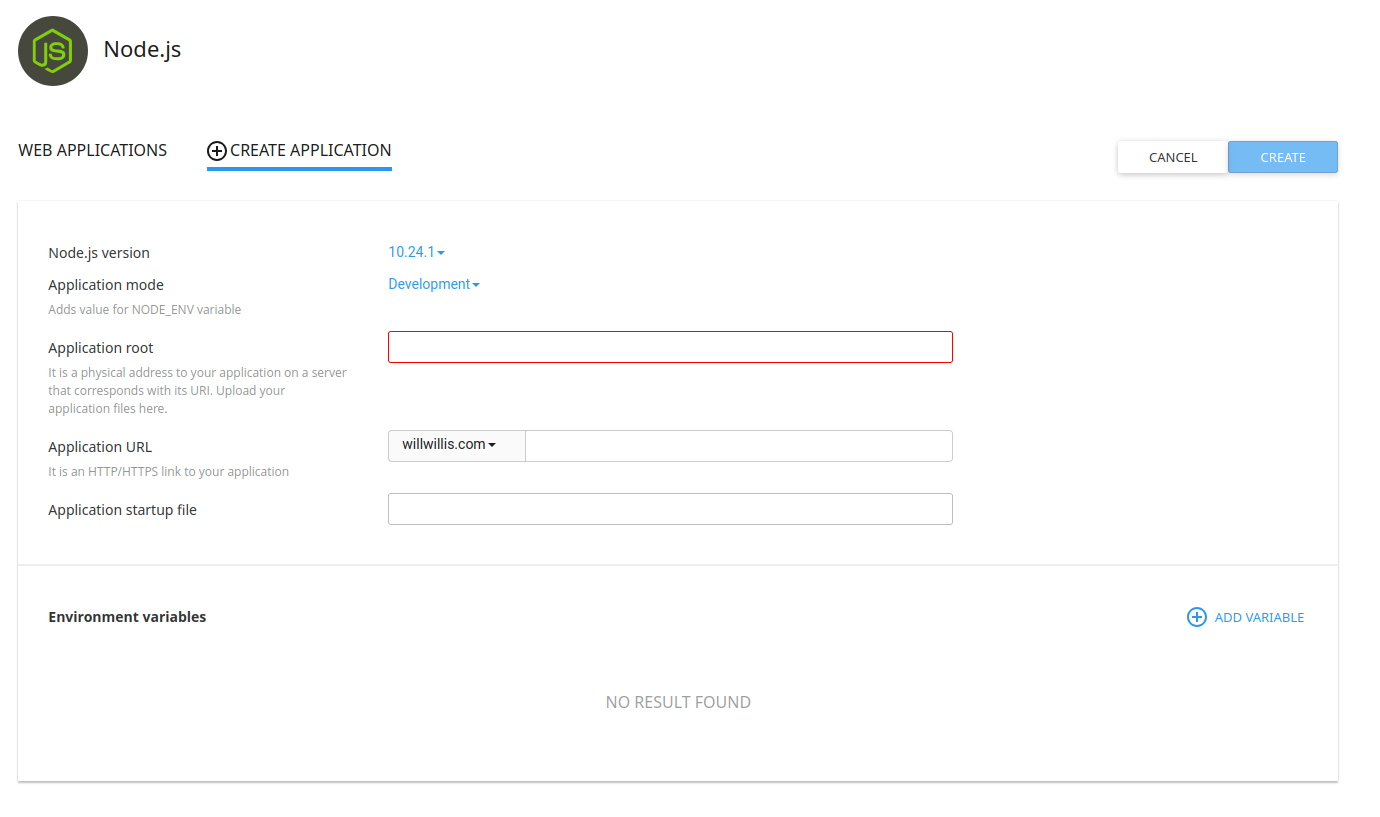 JS
Node.js
WEB APPLICATIONS
CREATE APPLICATION
CANCEL
CREATE
Node.js version
10.24.1
Application mode
Development
Adds value for NODE_ENV variable
Application root
It is a physical address to your application on a server
that corresponds with its URI. Upload your
application files here.
Application URL
willwillis.com
It is an HTTP/HTTPS link to your application
Application startup file
Environment variables
ADD VARIABLE
NO RESULT FOUND